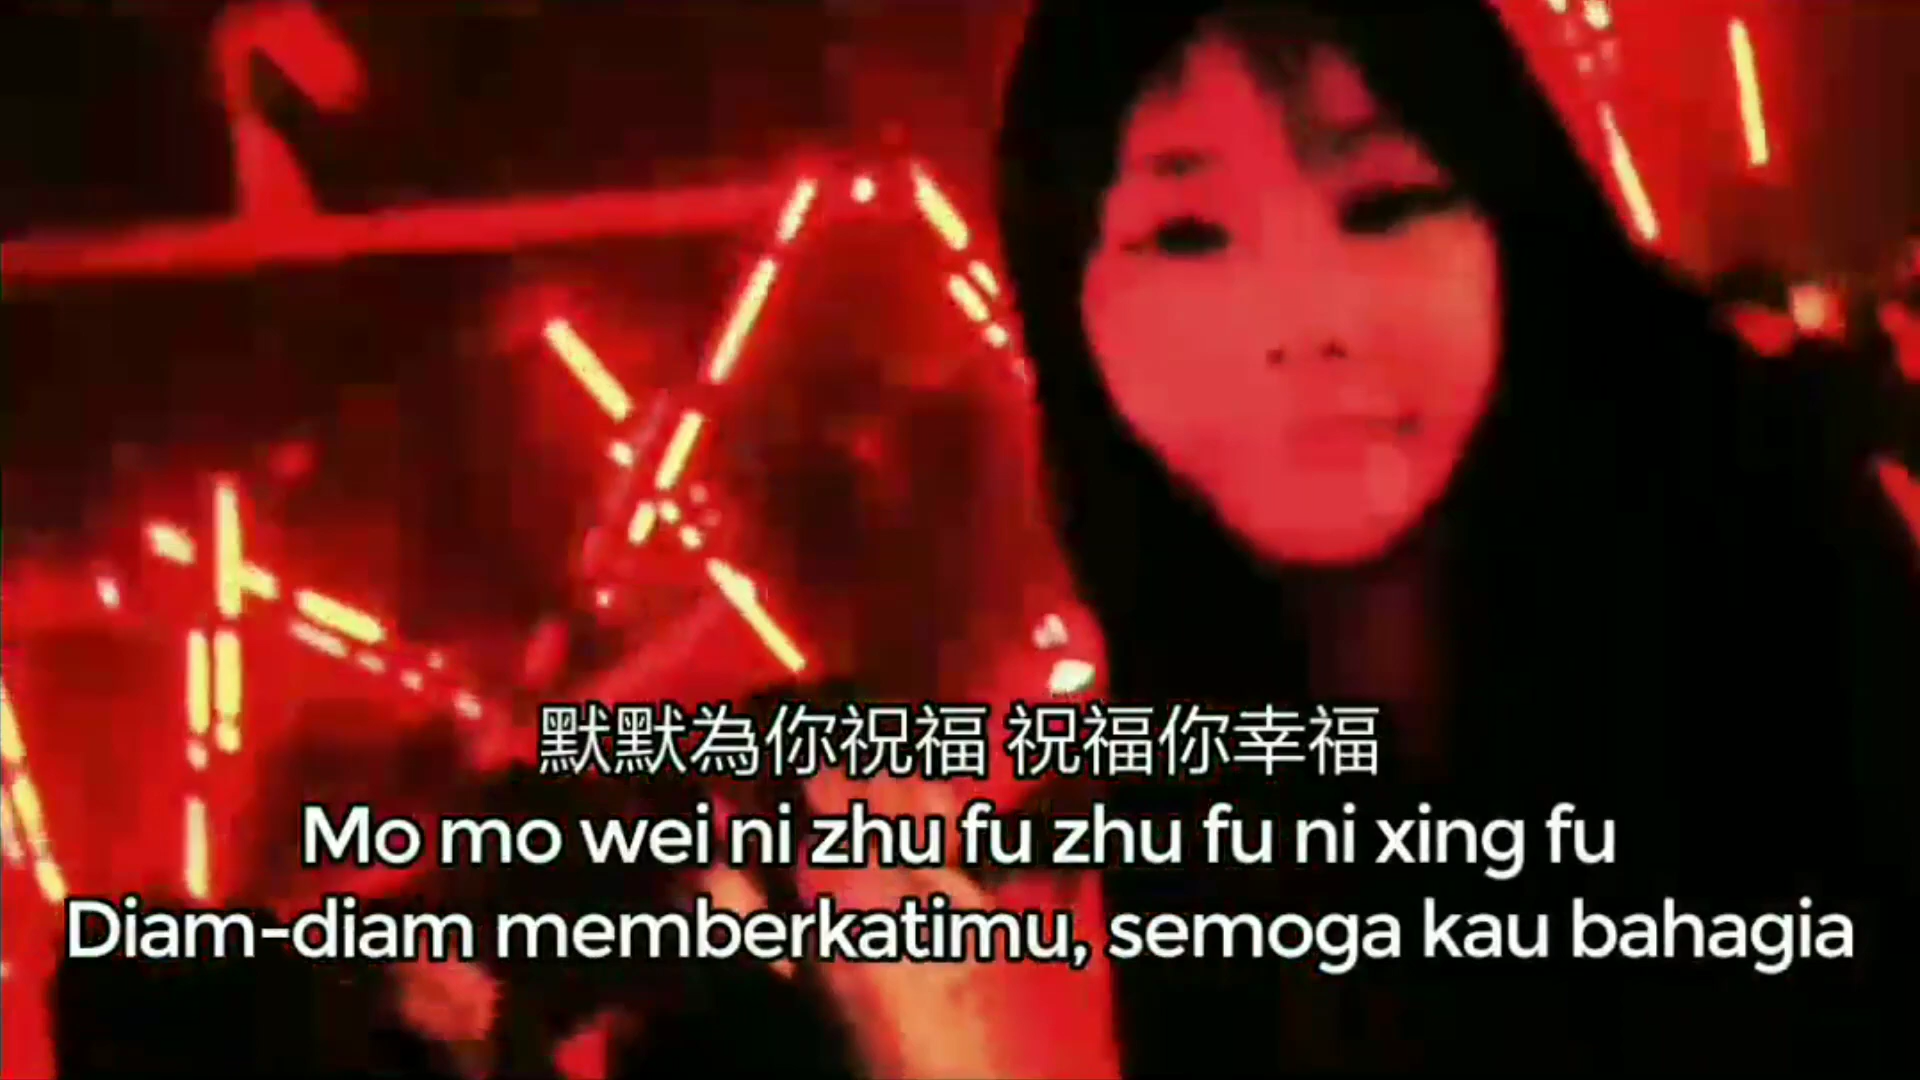 默默為你祝福 祝福你幸福
Mo mo wei ni zhu fu zhu fu ni xing fu
Diam-diam memberkatimu, semoga kau bahagia